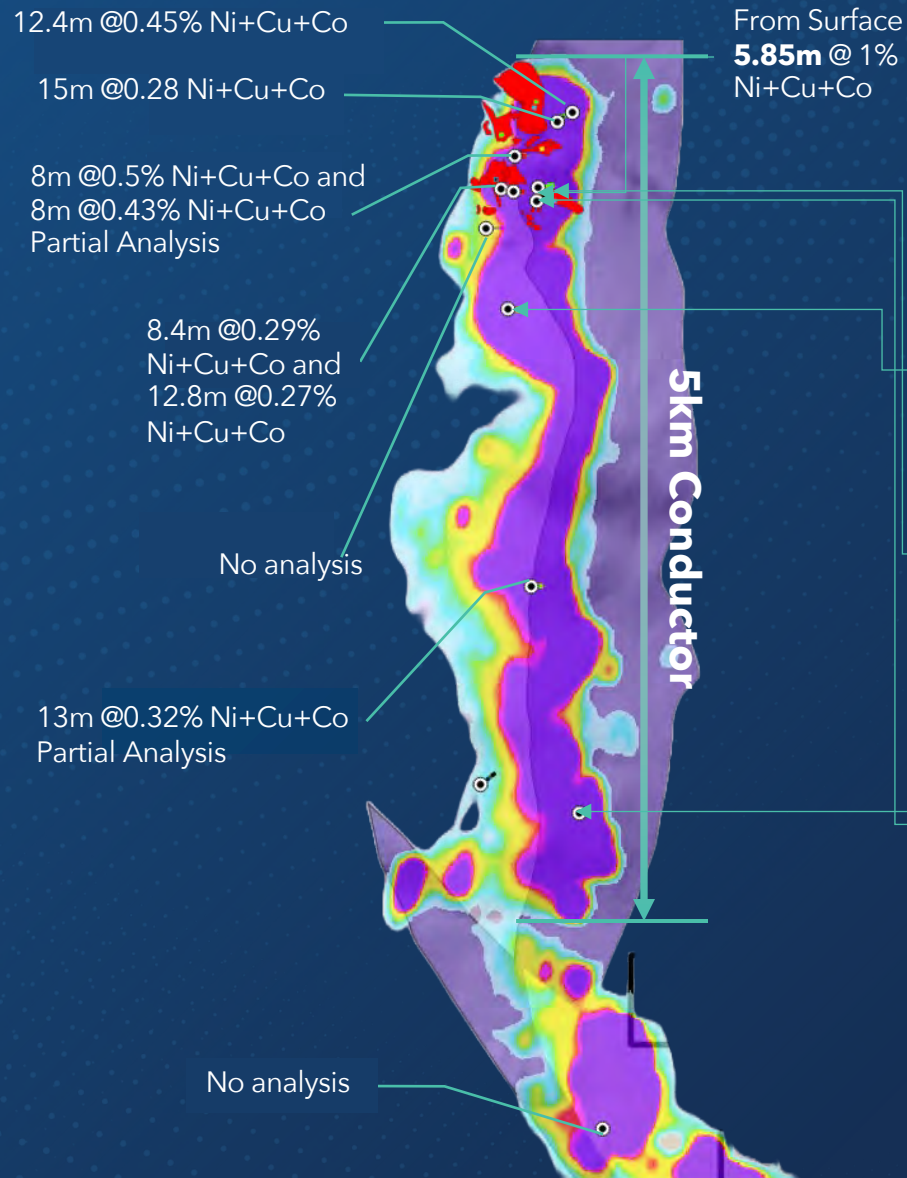 12.4m @0.45% Ni+Cu+Co
From Surface
5.85m @ 1%
Ni+Cu+Co
15m @0.28 Ni+Cu+Co
8m @0.5% Ni+Cu+Co and
8m @0.43% Ni+Cu+Co
Partial Analysis
8.4m @0.29%
Ni+Cu+Co and
12.8m @0.27%
Ni+Cu+Co
5km Conductor
No analysis
13m @0.32% Ni+Cu+Co
Partial Analysis
No analysis